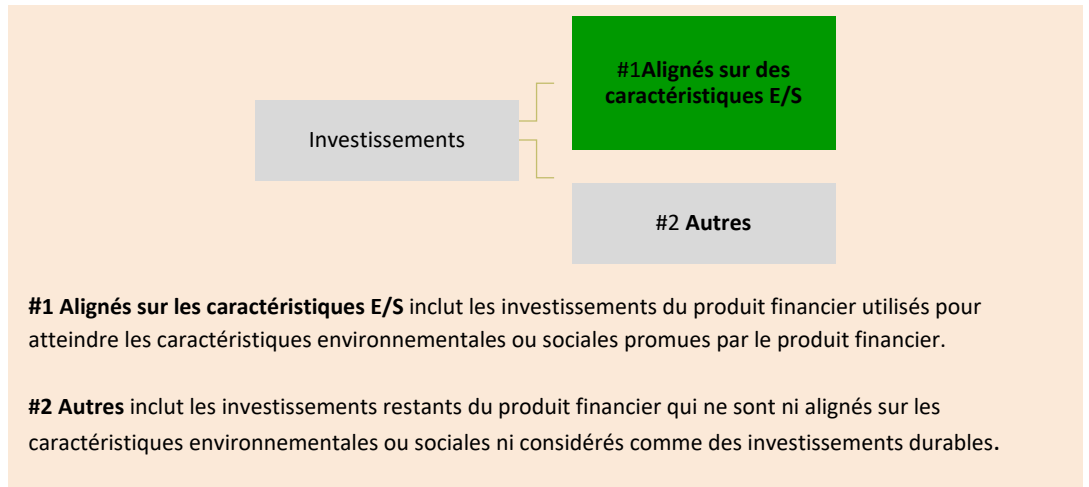 #1Alignés sur des
caractéristiques E/S
Investissements
#2 Autres
#1 Alignés sur les caractéristiques E/S inclut les investissements du produit financier utilisés pour
atteindre les caractéristiques environnementales ou sociales promues par le produit financier.
#2 Autres inclut les investissements restants du produit financier qui ne sont ni alignés sur les
caractéristiques environnementales ou sociales ni considérés comme des investissements durables.